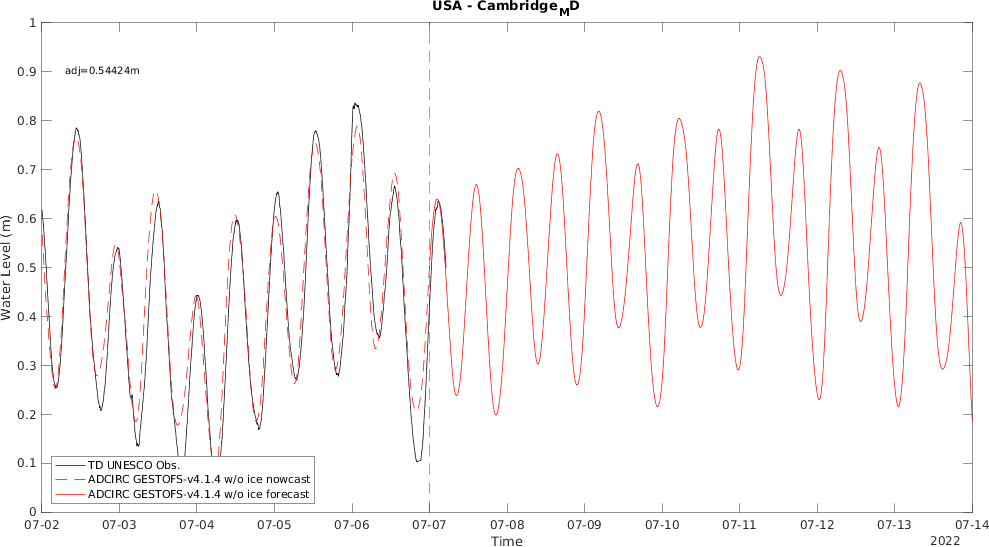 USA - Cambridge_MD
adj=0.54424m
Water Level (m)
1
0.9
0.8
0.7
0.6
0.5
0.4
0.3
0.2
0.1
0
TD UNESCO Obs.
ADCIRC GESTOFS-v4.1.4 w/o ice nowcast
ADCIRC GESTOFS-v4.1.4 w/o ice forecast
07-02 07-03 07-04 07-05 07-06 07-07 07-08 07-09 07-10 07-11 07-12 07-13 07-14
Time
2022